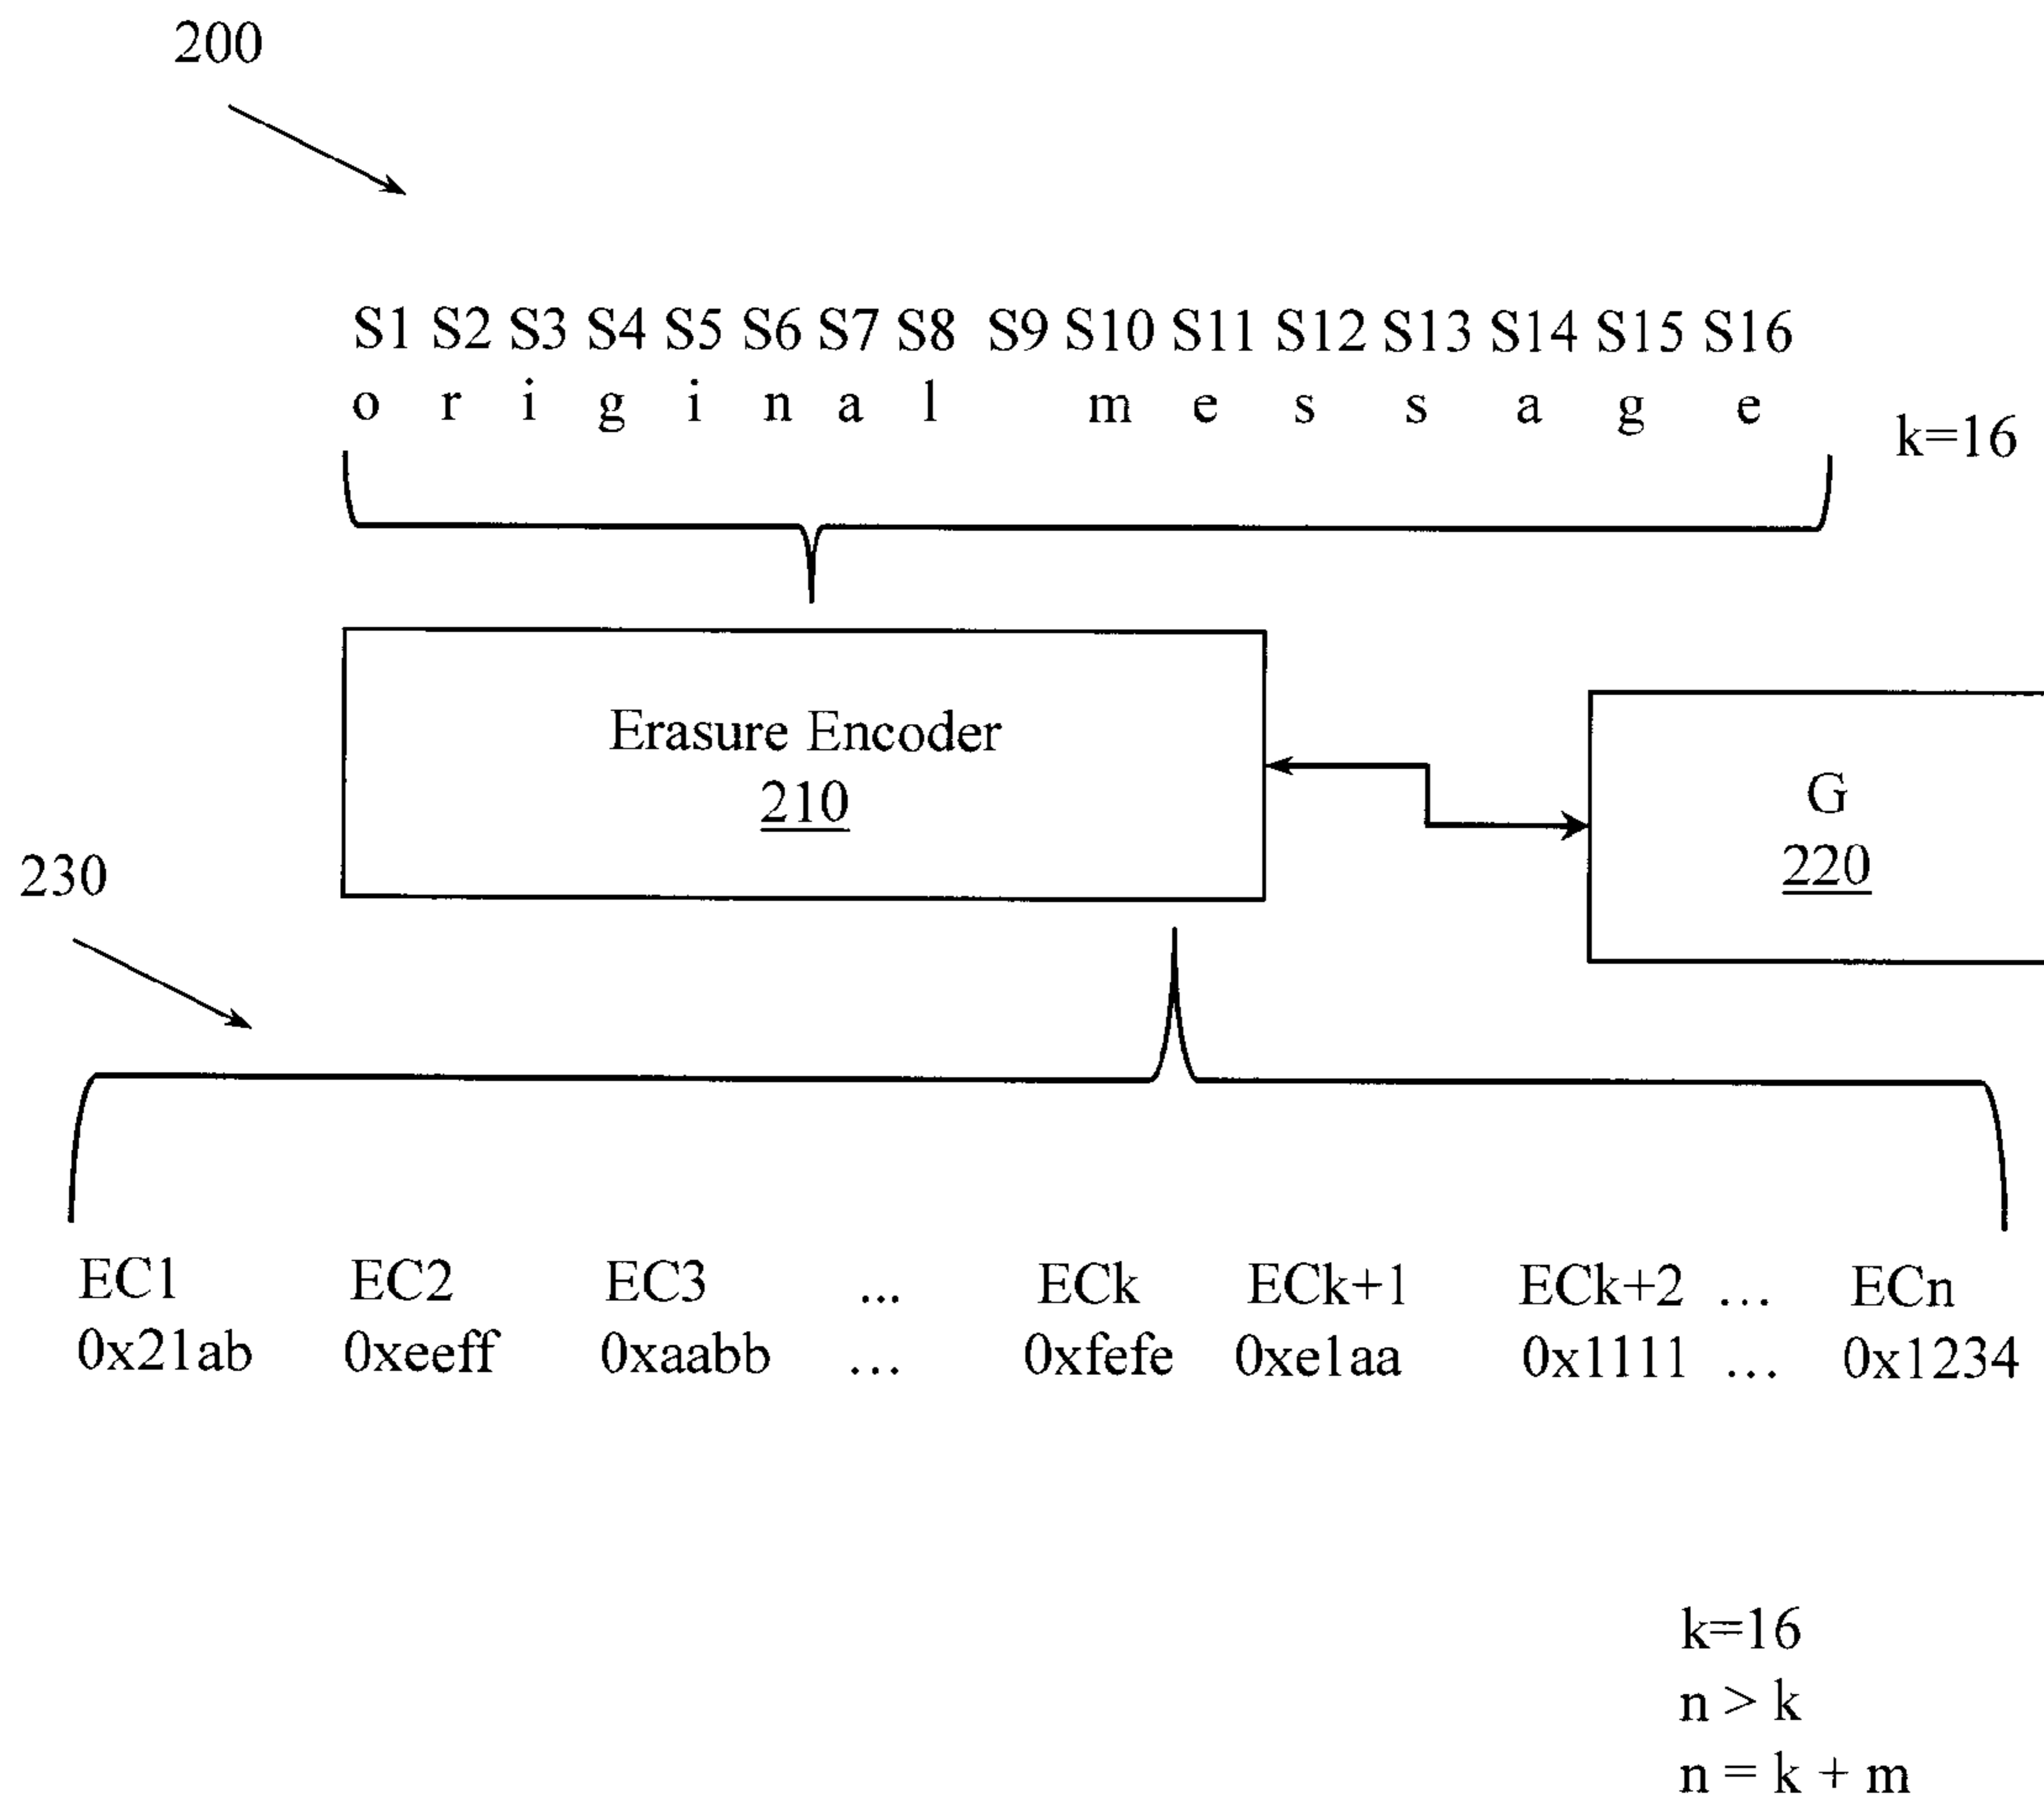 200
S1 S2 S3 S4 S5 S6 S7 S8 S9 S10 S11 S12 S13 S14 S15 S16
o r i g i n a l m e s s a g e
k=16
Erasure Encoder
210
G
220
230
EC1 EC2 EC3 ... ECk ECk+1 ECk+2 ... ECn
0x21ab 0xeeff 0xaabb ... 0xfefe 0xe1aa 0x1111 ... 0x1234
k=16
n > k
n = k + m